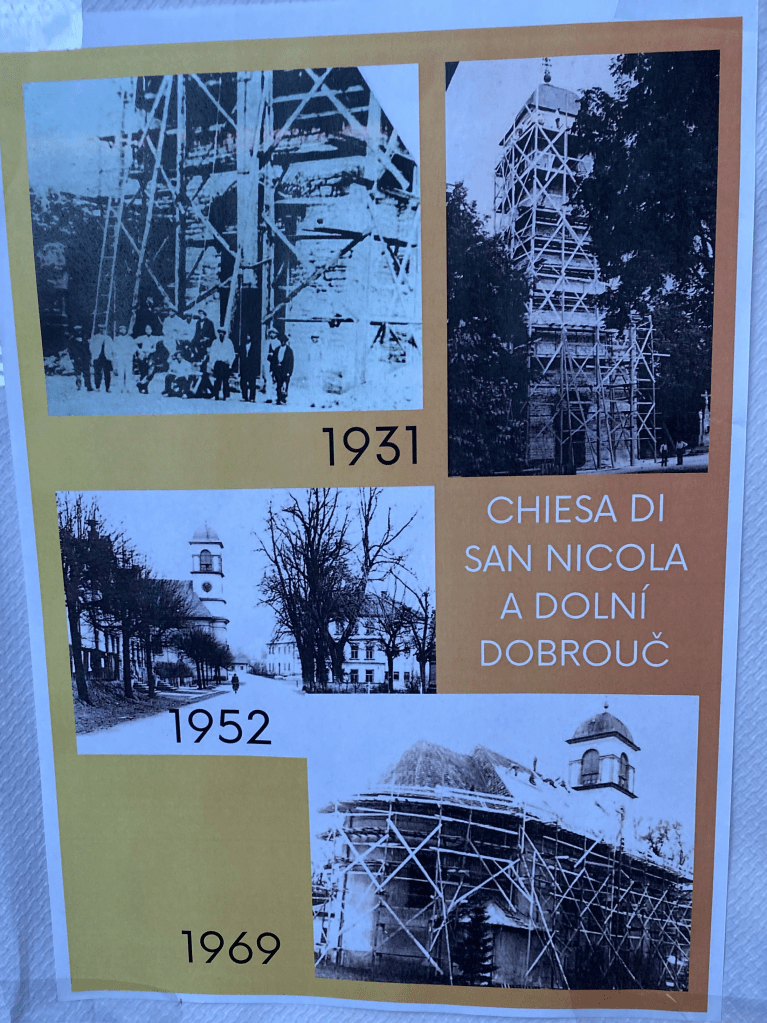 1931
CHIESA DI
SAN NICOLA
A DOLNÍ
DOBROUČ
1952
1969